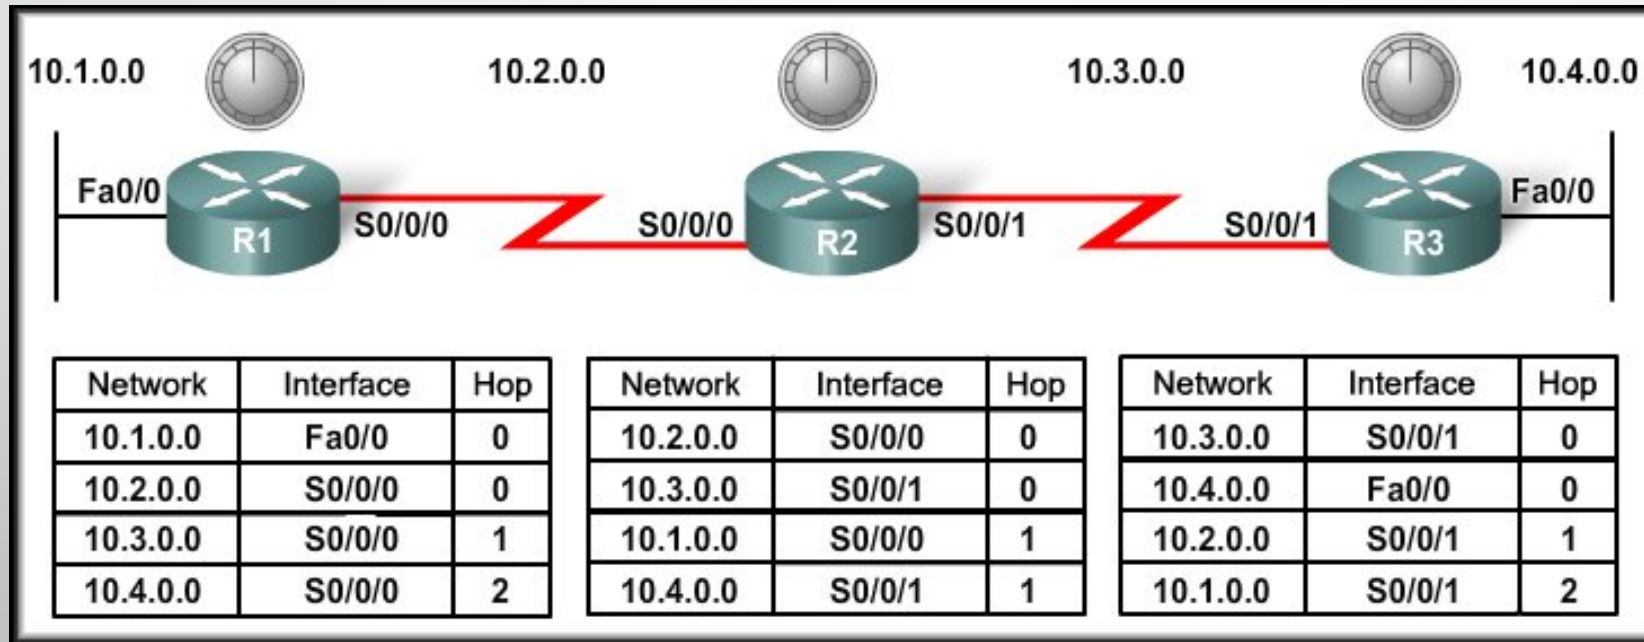 10.1.0.0 10.2.0.0 10.3.0.0 10.4.0.0
Fa0/0 R1 S0/0/0 S0/0/0 R2 S0/0/1 S0/0/1 R3 Fa0/0
Network Interface Hop
10.1.0.0 Fa0/0 0
10.2.0.0 S0/0/0 0
10.3.0.0 S0/0/0 1
10.4.0.0 S0/0/0 2
Network Interface Hop
10.2.0.0 S0/0/0 0
10.3.0.0 S0/0/1 0
10.1.0.0 S0/0/0 1
10.4.0.0 S0/0/1 1
Network Interface Hop
10.3.0.0 S0/0/1 0
10.4.0.0 Fa0/0 0
10.2.0.0 S0/0/1 1
10.1.0.0 S0/0/1 2